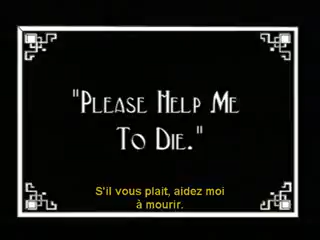 "Please Help Me
To Die."
S'il vous plait, aidez moi
à mourir.